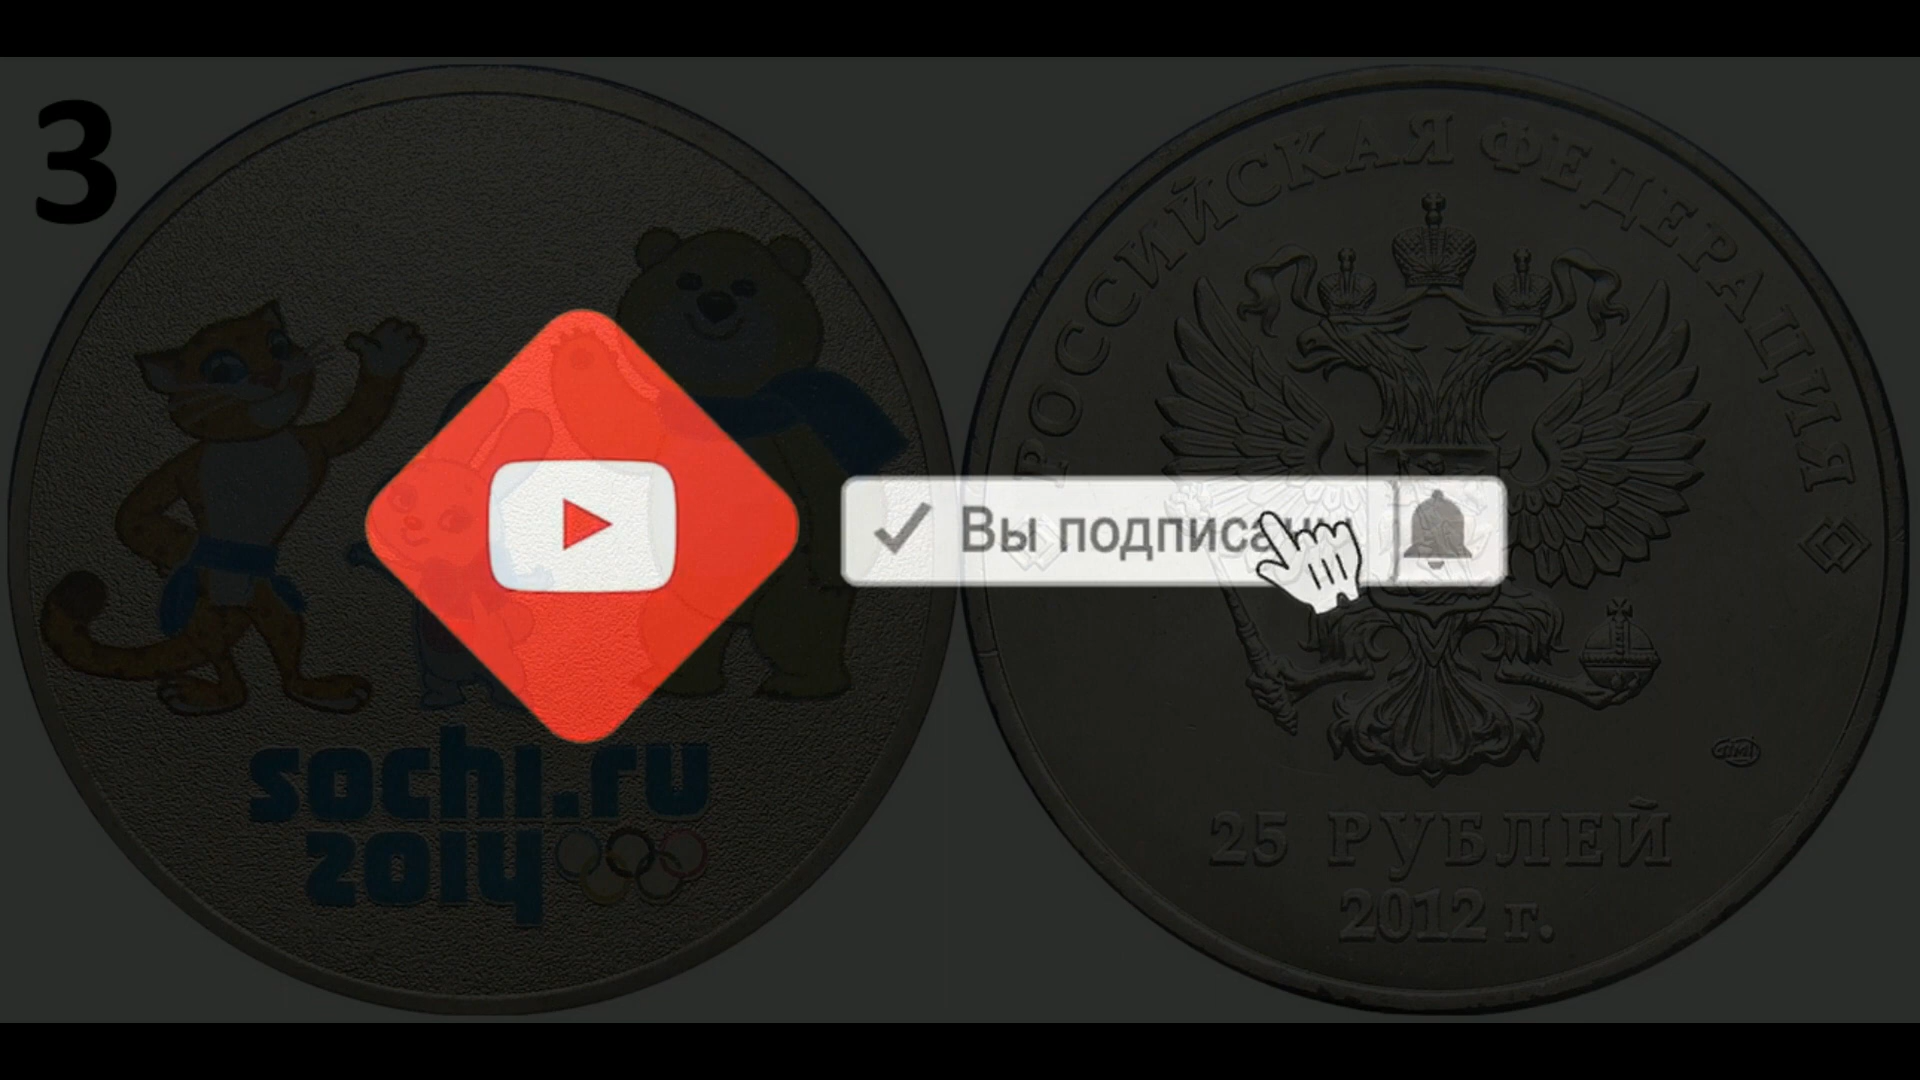 3
РОССИЙСКАЯ ФЕДЕРАЦИЯ
Вы подписаны
sochi.ru
2014
25 РУБЛЕЙ
2012 г.